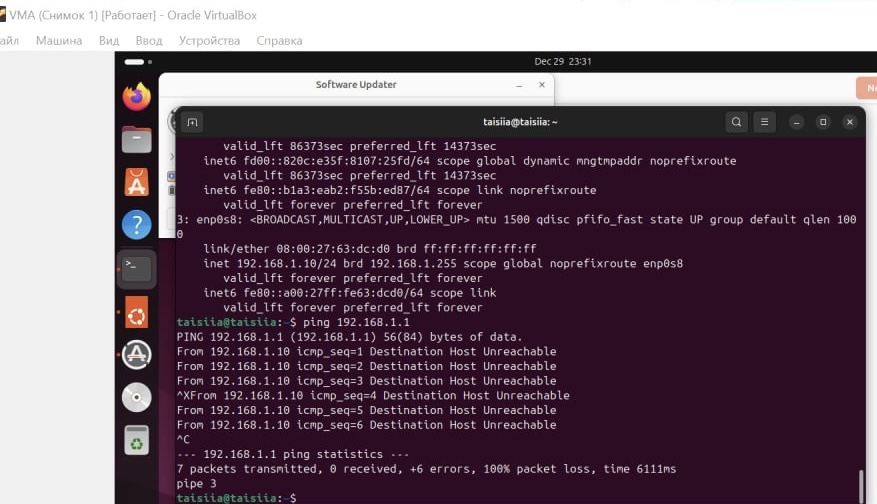 VMA (Снимок 1) [Работает] - Oracle VirtualBox
айл Машина Вид Ввод Устройства Справка
Dec 29 23:31
Software Updater
taisiia@taisiia: ~
valid_lft 86373sec preferred_lft 14373sec
inet6 fd00::820c:e35f:8107:25fd/64 scope global dynamic mngtmpaddr noprefixroute
valid_lft 86373sec preferred_lft 14373sec
inet6 fe80::b1a3:eab2:f55b:ed87/64 scope link noprefixroute
valid_lft forever preferred_lft forever
3: enp0s8: <BROADCAST,MULTICAST,UP,LOWER_UP> mtu 1500 qdisc pfifo_fast state UP group default qlen 100
0
link/ether 08:00:27:63:dc:d0 brd ff:ff:ff:ff:ff:ff
inet 192.168.1.10/24 brd 192.168.1.255 scope global noprefixroute enp0s8
valid_lft forever preferred_lft forever
inet6 fe80::a00:27ff:fe63:dcd0/64 scope link
valid_lft forever preferred_lft forever
taisiia@taisiia:~$ ping 192.168.1.1
PING 192.168.1.1 (192.168.1.1) 56(84) bytes of data.
From 192.168.1.10 icmp_seq=1 Destination Host Unreachable
From 192.168.1.10 icmp_seq=2 Destination Host Unreachable
From 192.168.1.10 icmp_seq=3 Destination Host Unreachable
^XFrom 192.168.1.10 icmp_seq=4 Destination Host Unreachable
From 192.168.1.10 icmp_seq=5 Destination Host Unreachable
From 192.168.1.10 icmp_seq=6 Destination Host Unreachable
^C
--- 192.168.1.1 ping statistics ---
7 packets transmitted, 0 received, +6 errors, 100% packet loss, time 6111ms
pipe 3
taisiia@taisiia:~$